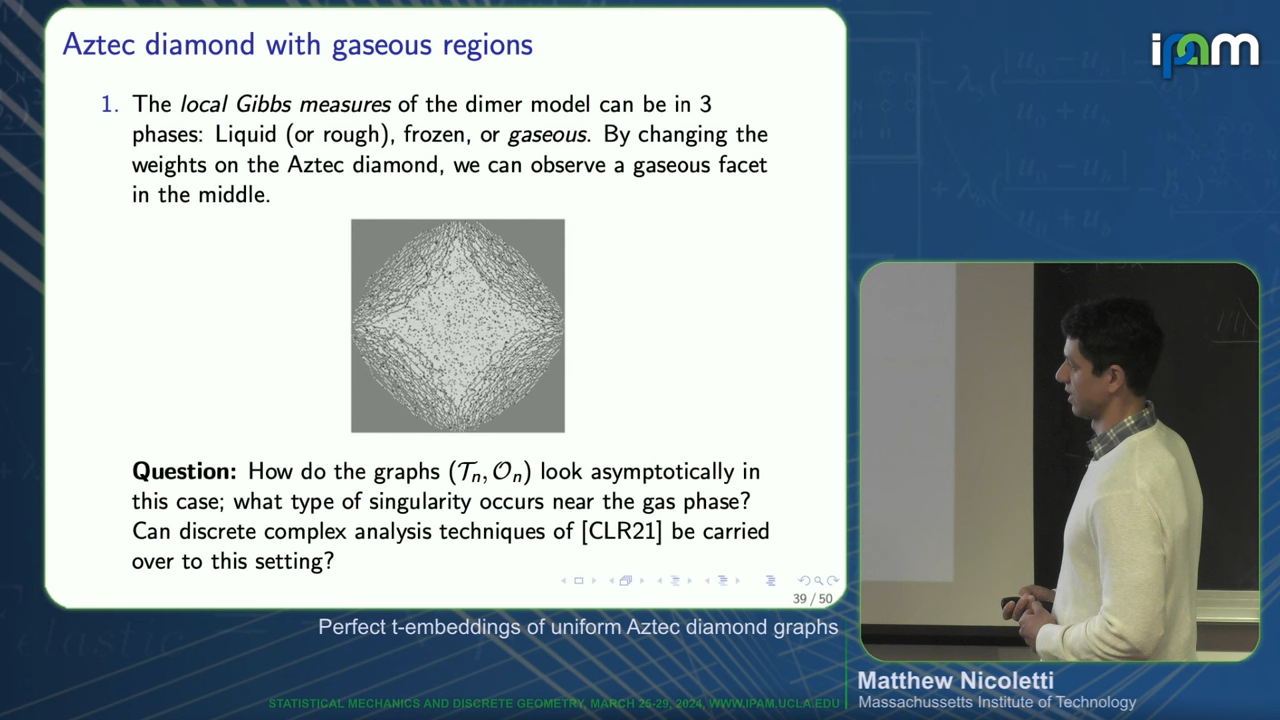 Aztec diamond with gaseous regions
ipam
1. The local Gibbs measures of the dimer model can be in 3
phases: Liquid (or rough), frozen, or gaseous. By changing the
weights on the Aztec diamond, we can observe a gaseous facet
in the middle.
Question: How do the graphs (𝒯ₙ, 𝒪ₙ) look asymptotically in
this case; what type of singularity occurs near the gas phase?
Can discrete complex analysis techniques of [CLR21] be carried
over to this setting?
39 / 50
Perfect t-embeddings of uniform Aztec diamond graphs
Matthew Nicoletti
Massachussetts Institute of Technology
STATISTICAL MECHANICS AND DISCRETE GEOMETRY, MARCH 25-29, 2024, WWW.IPAM.UCLA.EDU